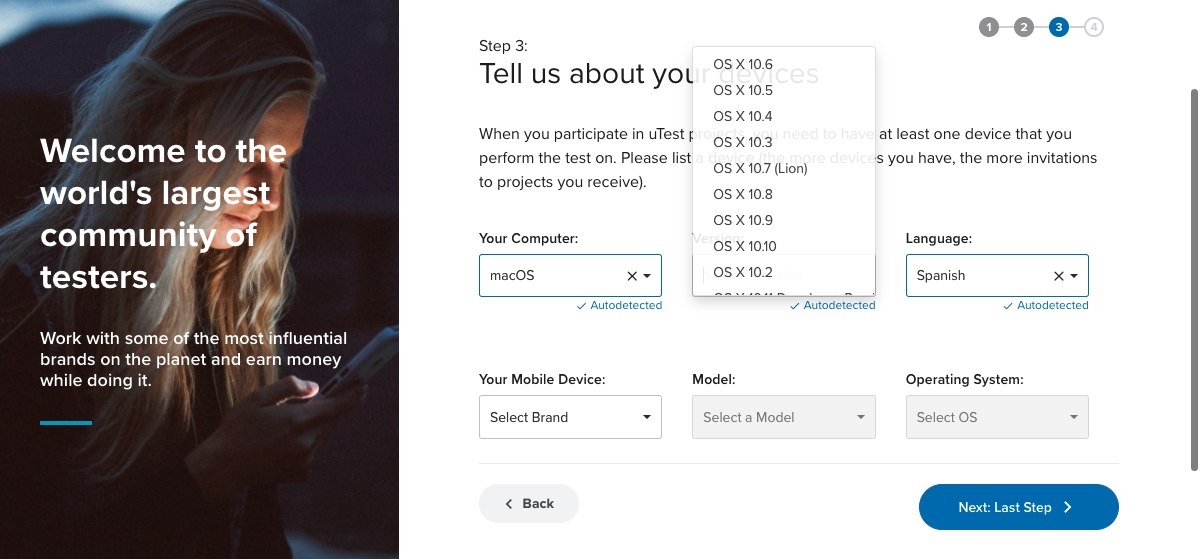 Welcome to the
world's largest
community of
testers.
Work with some of the most influential
brands on the planet and earn money
while doing it.
1 2 3 4
Step 3:
Tell us about your devices
When you participate in uTest projects, you need to have at least one device that you
perform the test on. Please list a device (the more devices you have, the more invitations
to projects you receive).
OS X 10.6
OS X 10.5
OS X 10.4
OS X 10.3
OS X 10.7 (Lion)
OS X 10.8
OS X 10.9
OS X 10.10
OS X 10.2
Your Computer:
macOS
Autodetected
Version:
Autodetected
Language:
Spanish
Autodetected
Your Mobile Device:
Select Brand
Model:
Select a Model
Operating System:
Select OS
Back
Next: Last Step